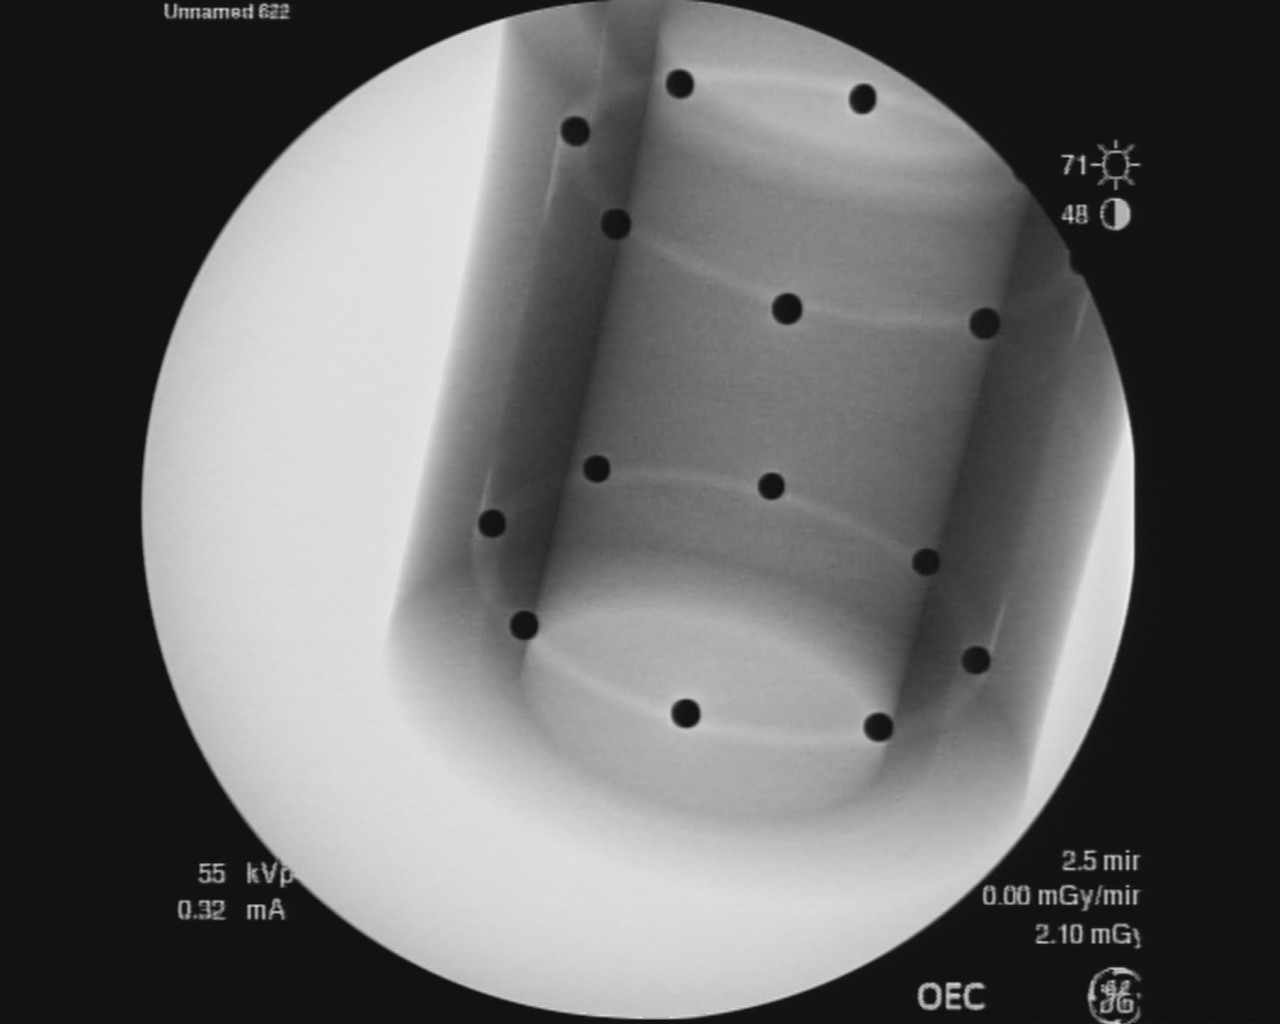 Unnamed 622
71
48
55 kVp
0.32 mA
2.5 mir
0.00 mGy/mir
2.10 mGy
OEC
GE